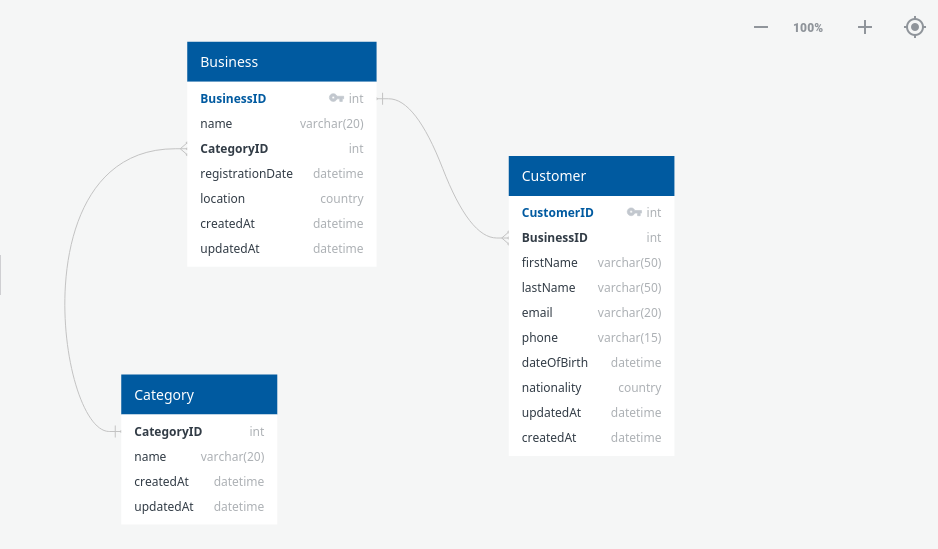 100%
Business
BusinessID int
name varchar(20)
CategoryID int
registrationDate datetime
location country
createdAt datetime
updatedAt datetime
Customer
CustomerID int
BusinessID int
firstName varchar(50)
lastName varchar(50)
email varchar(20)
phone varchar(15)
dateOfBirth datetime
nationality country
updatedAt datetime
createdAt datetime
Category
CategoryID int
name varchar(20)
createdAt datetime
updatedAt datetime